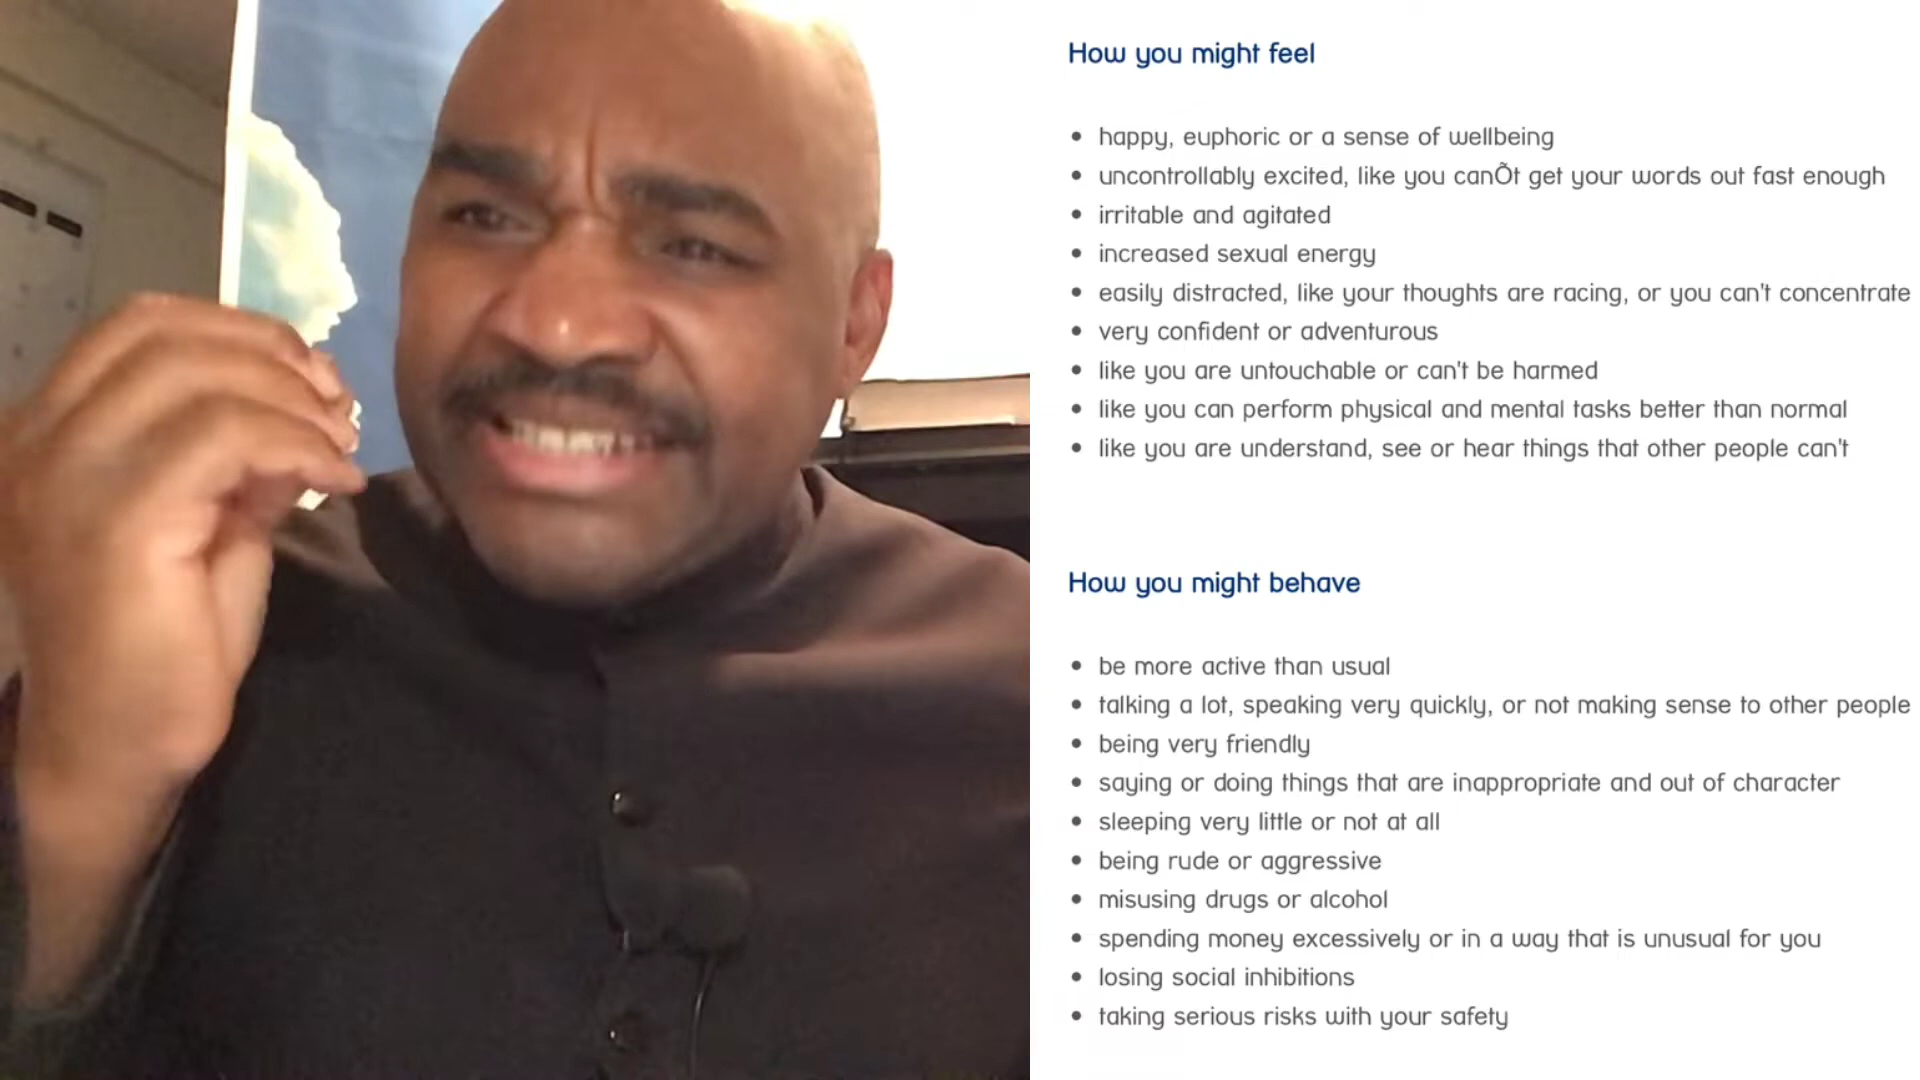 How you might feel
happy, euphoric or a sense of wellbeing
uncontrollably excited, like you canÕt get your words out fast enough
irritable and agitated
increased sexual energy
easily distracted, like your thoughts are racing, or you can't concentrate
very confident or adventurous
like you are untouchable or can't be harmed
like you can perform physical and mental tasks better than normal
like you are understand, see or hear things that other people can't
How you might behave
be more active than usual
talking a lot, speaking very quickly, or not making sense to other people
being very friendly
saying or doing things that are inappropriate and out of character
sleeping very little or not at all
being rude or aggressive
misusing drugs or alcohol
spending money excessively or in a way that is unusual for you
losing social inhibitions
taking serious risks with your safety